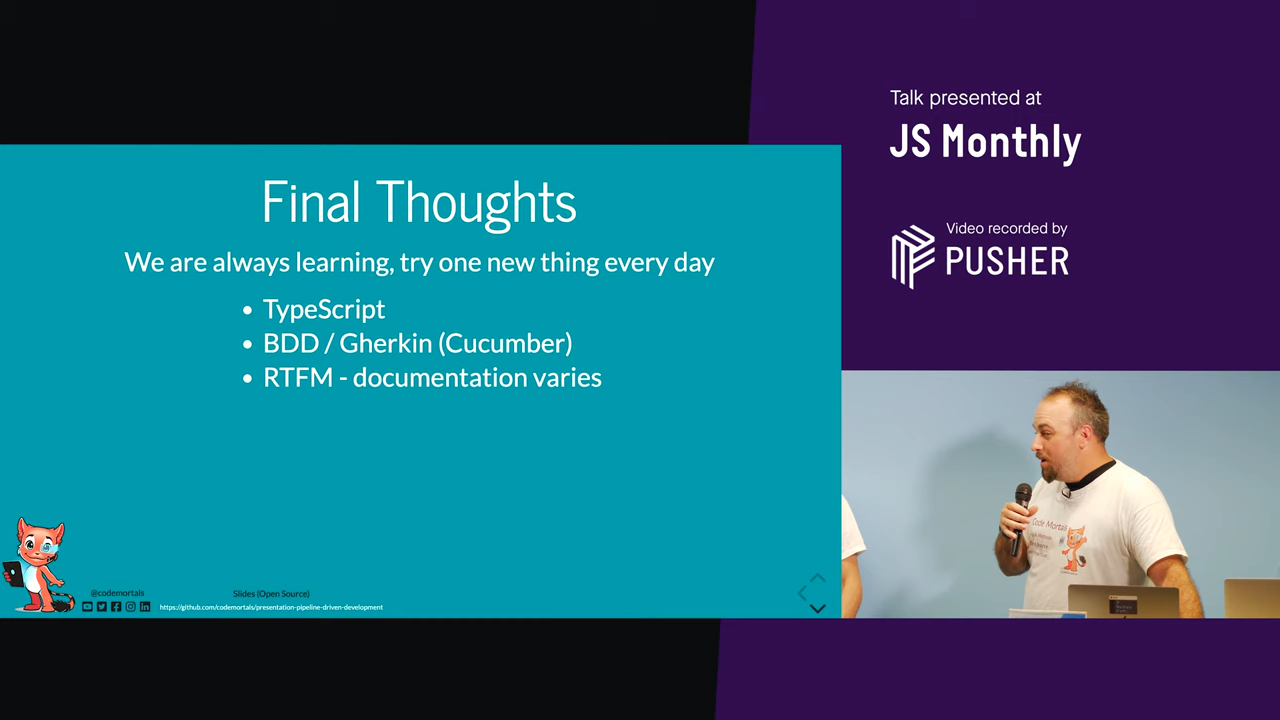 Talk presented at
JS Monthly
Video recorded by
PUSHER
Final Thoughts
We are always learning, try one new thing every day
• TypeScript
• BDD / Gherkin (Cucumber)
• RTFM - documentation varies
@codemortals
Slides (Open Source)
https://github.com/codemortals/presentation-pipeline-driven-development
Code Mortals